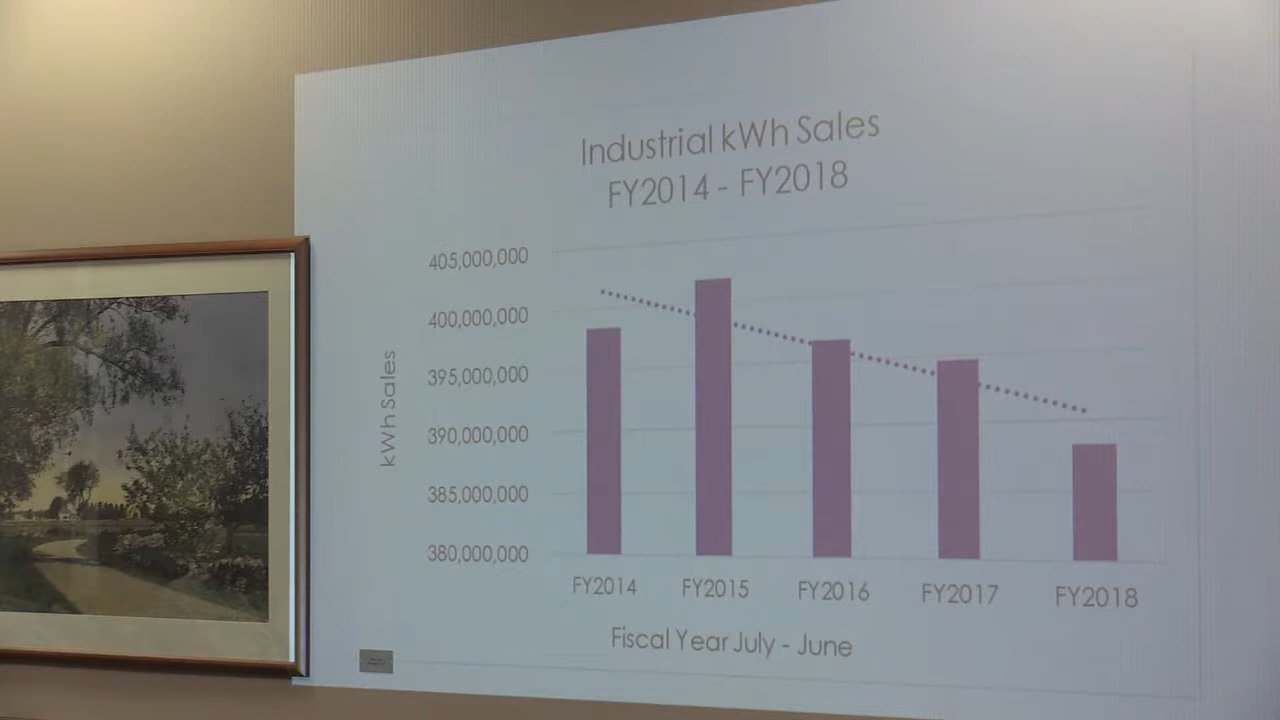 Industrial kWh Sales
FY2014 - FY2018
405,000,000
400,000,000
395,000,000
390,000,000
385,000,000
380,000,000
kWh Sales
FY2014 FY2015 FY2016 FY2017 FY2018
Fiscal Year July - June